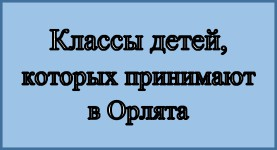 Классы детей,
которых принимают
в Орлята